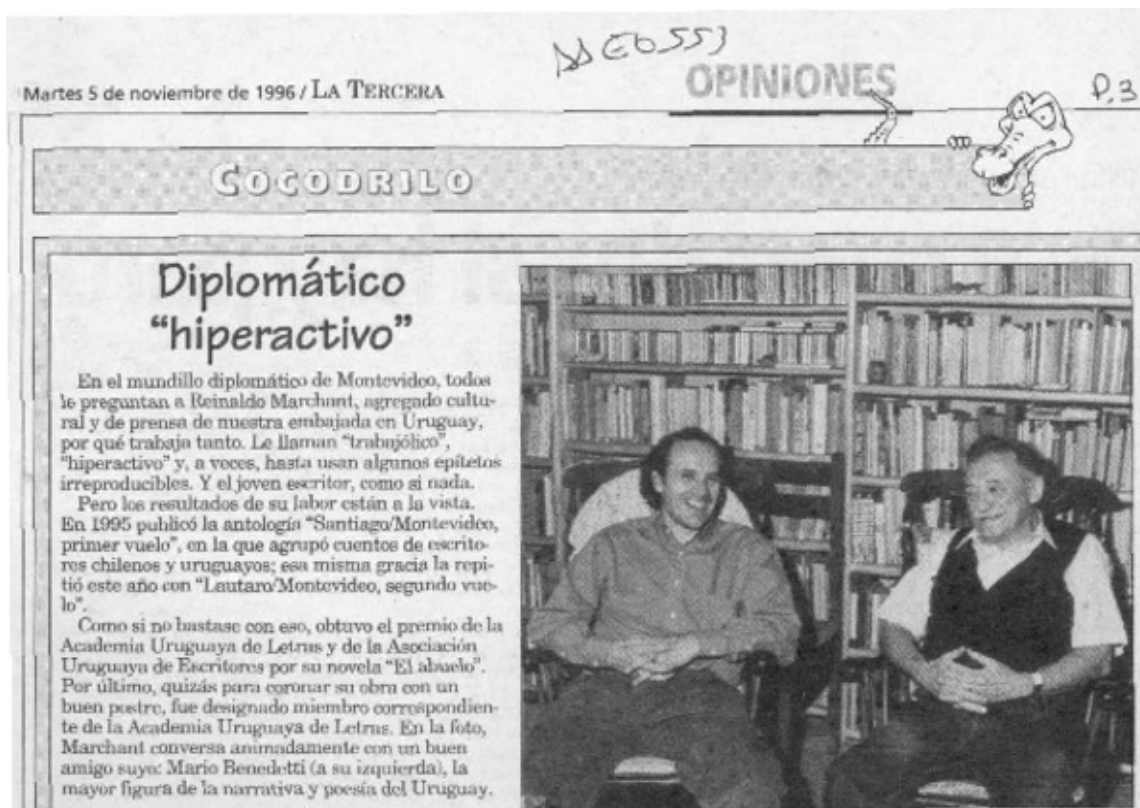 AAE0553
Martes 5 de noviembre de 1996 / LA TERCERA
OPINIONES
P.3
COCODRILO
Diplomático
“hiperactivo”
En el mundillo diplomático de Montevideo, todos
le preguntan a Reinaldo Marchant, agregado cultu-
ral y de prensa de nuestra embajada en Uruguay,
por qué trabaja tanto. Le llaman “trabajólico”,
“hiperactivo” y, a veces, hasta usan algunos epítetos
irreproducibles. Y el joven escritor, como si nada.
Pero los resultados de su labor están a la vista.
En 1995 publicó la antología “Santiago/Montevideo,
primer vuelo”, en la que agrupó cuentos de escrito-
res chilenos y uruguayos; esa misma gracia la repi-
tió este año con “Lautaro/Montevideo, segundo vue-
lo”.
Como si no bastase con eso, obtuvo el premio de la
Academia Uruguaya de Letras y de la Asociación
Uruguaya de Escritores por su novela “El abuelo”.
Por último, quizás para coronar su obra con un
buen postre, fue designado miembro correspondien-
te de la Academia Uruguaya de Letras. En la foto,
Marchant conversa animadamente con un buen
amigo suyo: Mario Benedetti (a su izquierda), la
mayor figura de la narrativa y poesía del Uruguay.